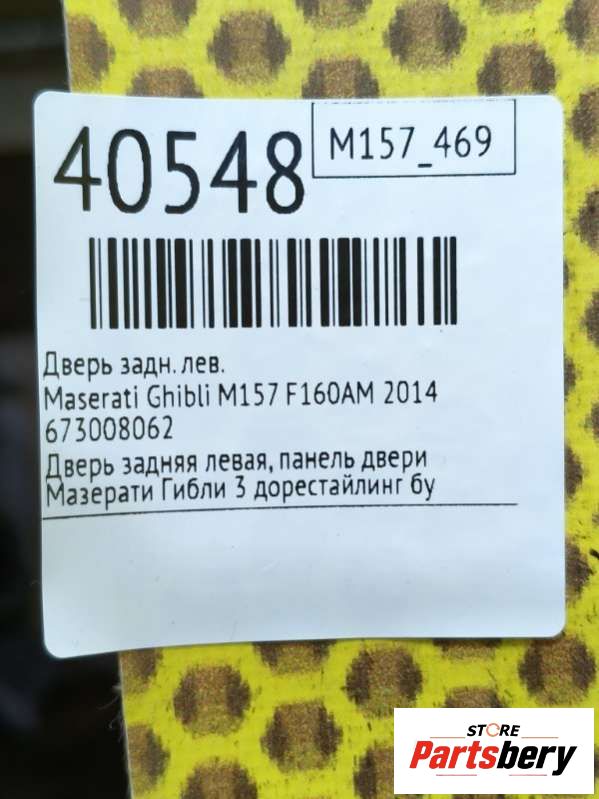 40548
M157_469
Дверь задн. лев.
Maserati Ghibli M157 F160AM 2014
673008062
Дверь задняя левая, панель двери
Мазерати Гибли 3 дорестайлинг бу
STORE
Partsbery